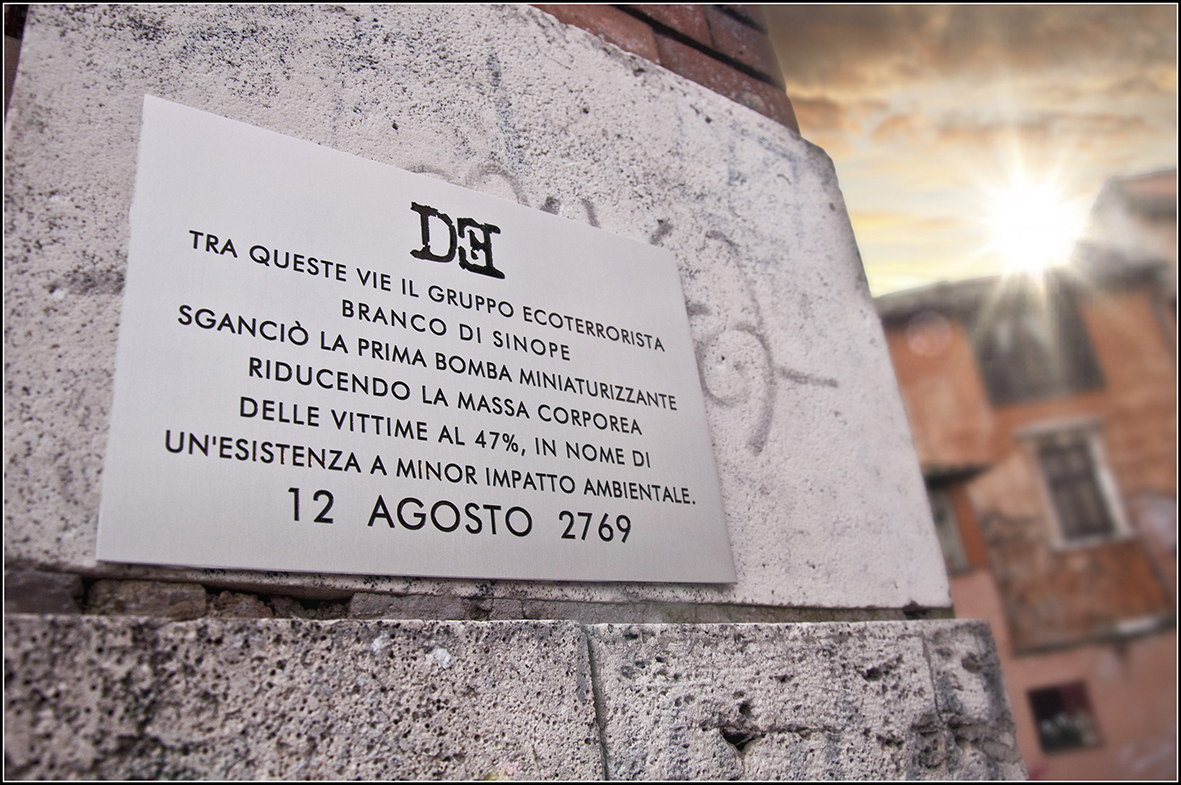 TRA QUESTE VIE IL GRUPPO ECOTERRORISTA
BRANCO DI SINOPE
SGANCIÒ LA PRIMA BOMBA MINIATURIZZANTE
RIDUCENDO LA MASSA CORPOREA
DELLE VITTIME AL 47%, IN NOME DI
UN'ESISTENZA A MINOR IMPATTO AMBIENTALE.
12 AGOSTO 2769